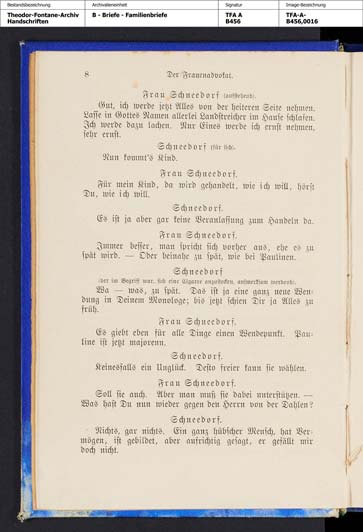 Bestandsbezeichnung Archivalieneinheit Signatur Image-Bezeichnung
Theodor-Fontane-Archiv B - Briefe - Familienbriefe TFA A TFA-A-
Handschriften B456 B456,0016
8 Der Frauenadvokat.
Frau Schneedorf (aufstehend).
Gut, ich werde jetzt Alles von der heiteren Seite nehmen.
Lasse in Gottes Namen allerlei Landstreicher im Hause schlafen.
Ich werde dazu lachen. Nur Eines werde ich ernst nehmen,
sehr ernst.
Schneedorf (für sich).
Nun kommt's Kind.
Frau Schneedorf.
Für mein Kind, da wird gehandelt, wie ich will, hörst
Du, wie ich will.
Schneedorf.
Es ist ja aber gar keine Veranlassung zum Handeln da.
Frau Schneedorf.
Immer besser, man spricht sich vorher aus, ehe es zu
spät wird. — Oder beinahe zu spät, wie bei Paulinen.
Schneedorf
(der im Begriff war, sich eine Cigarre anzustecken, aufmerksam werdend).
Wa — was, zu spät. Das ist ja eine ganz neue Wen-
dung in Deinem Monologe; bis jetzt schien Dir ja Alles zu
früh.
Frau Schneedorf.
Es giebt eben für alle Dinge einen Wendepunkt. Pau-
line ist jetzt majorenn.
Schneedorf.
Keinesfalls ein Unglück. Desto freier kann sie wählen.
Frau Schneedorf.
Soll sie auch. Aber man muß sie dabei unterstützen. —
Was hast Du nun wieder gegen den Herrn von der Dahlen?
Schneedorf.
Nichts, gar nichts. Ein ganz hübscher Mensch, hat Ver-
mögen, ist gebildet, aber aufrichtig gesagt, er gefällt mir
doch nicht.